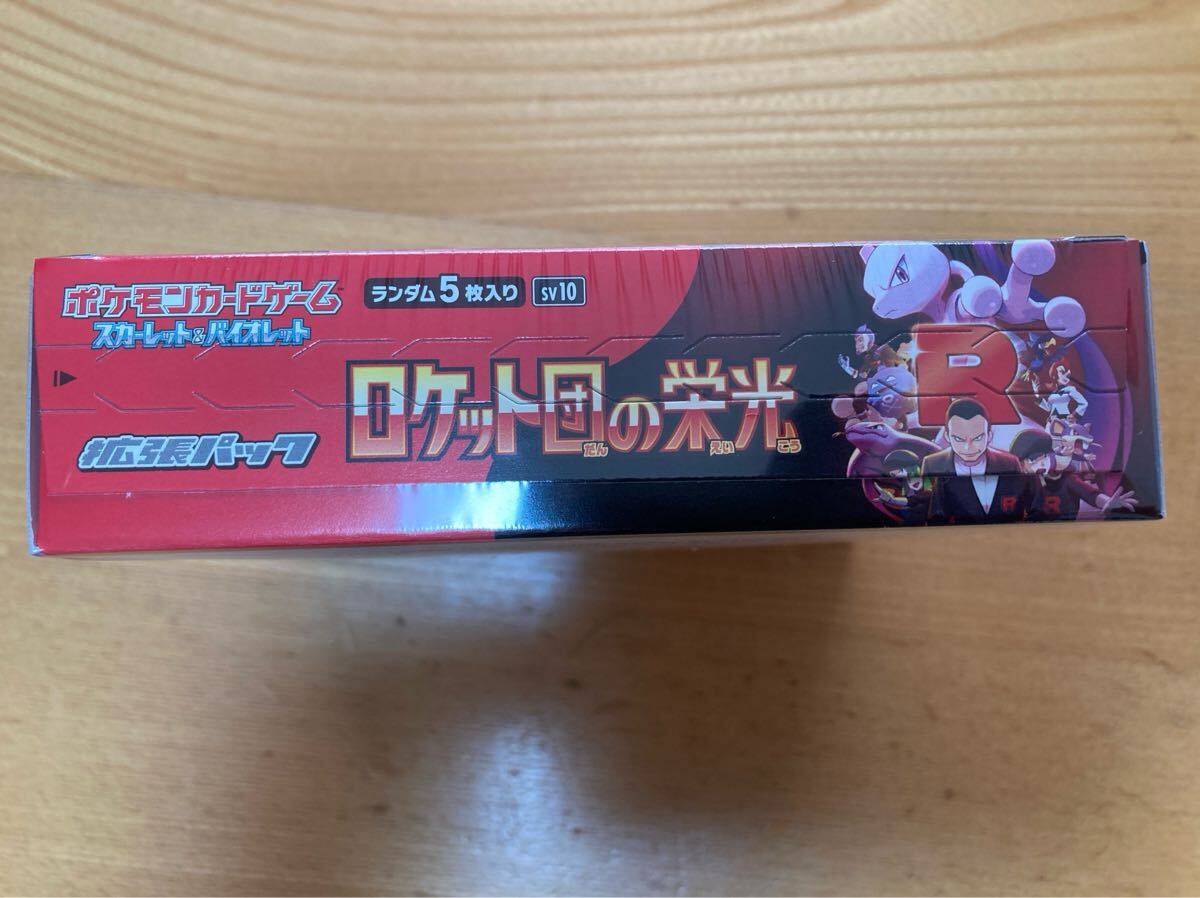 ポケモンカードゲーム
スカーレット&バイオレット
ランダム5枚入り
SV10
ロケット団の栄光
だん えい こう
拡張パック
R
R R